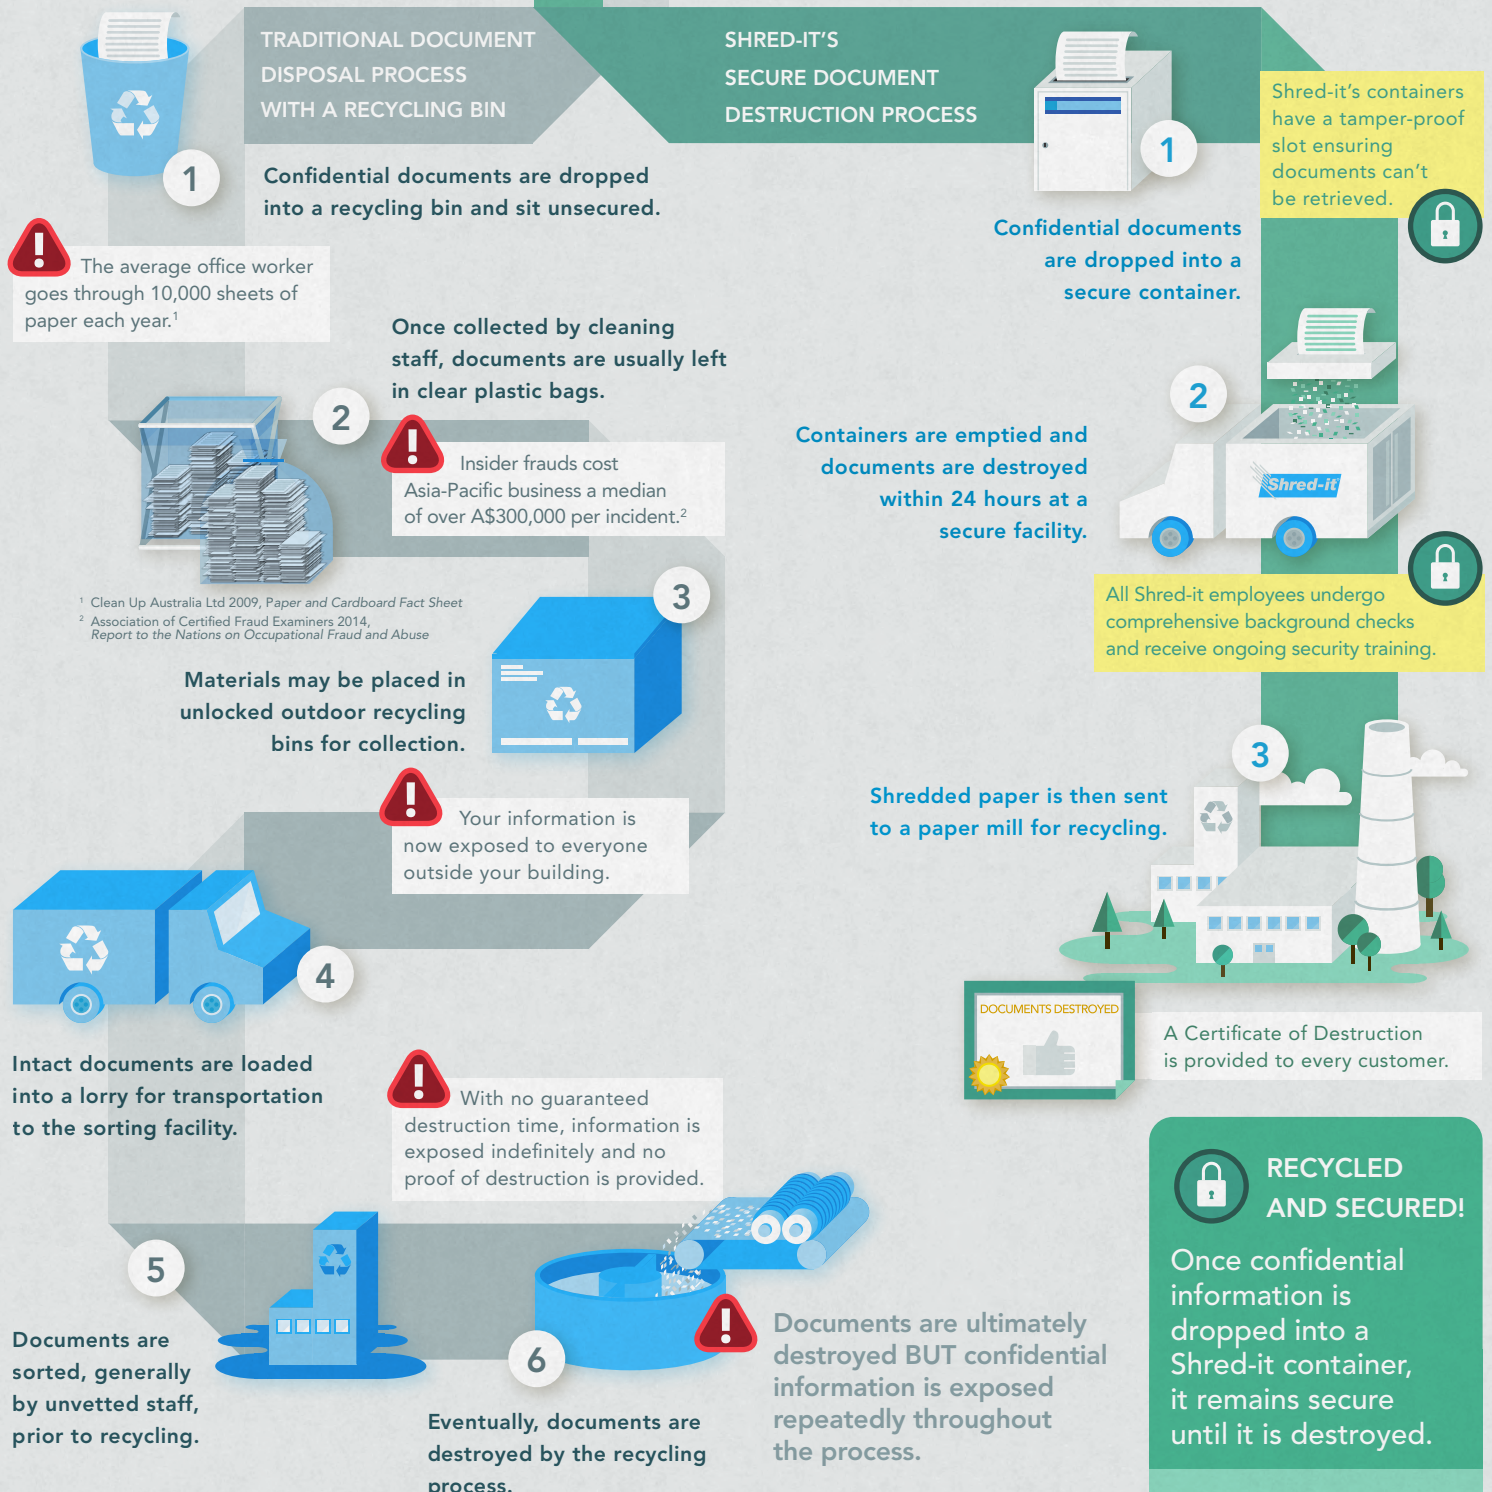 TRADITIONAL DOCUMENT
DISPOSAL PROCESS
WITH A RECYCLING BIN
1
Confidential documents are dropped
into a recycling bin and sit unsecured.
The average office worker
goes through 10,000 sheets of
paper each year.1
Once collected by cleaning
staff, documents are usually left
in clear plastic bags.
2
Insider frauds cost
Asia-Pacific business a median
of over A$300,000 per incident.2
1 Clean Up Australia Ltd 2009, Paper and Cardboard Fact Sheet
2 Association of Certified Fraud Examiners 2014,
Report to the Nations on Occupational Fraud and Abuse
3
Materials may be placed in
unlocked outdoor recycling
bins for collection.
Your information is
now exposed to everyone
outside your building.
4
Intact documents are loaded
into a lorry for transportation
to the sorting facility.
With no guaranteed
destruction time, information is
exposed indefinitely and no
proof of destruction is provided.
5
Documents are
sorted, generally
by unvetted staff,
prior to recycling.
6
Eventually, documents are
destroyed by the recycling
process.
Documents are ultimately
destroyed BUT confidential
information is exposed
repeatedly throughout
the process.
SHRED-IT'S
SECURE DOCUMENT
DESTRUCTION PROCESS
1
Shred-it's containers
have a tamper-proof
slot ensuring
documents can't
be retrieved.
Confidential documents
are dropped into a
secure container.
2
Containers are emptied and
documents are destroyed
within 24 hours at a
secure facility.
Shred-it
All Shred-it employees undergo
comprehensive background checks
and receive ongoing security training.
3
Shredded paper is then sent
to a paper mill for recycling.
DOCUMENTS DESTROYED
A Certificate of Destruction
is provided to every customer.
RECYCLED
AND SECURED!
Once confidential
information is
dropped into a
Shred-it container,
it remains secure
until it is destroyed.